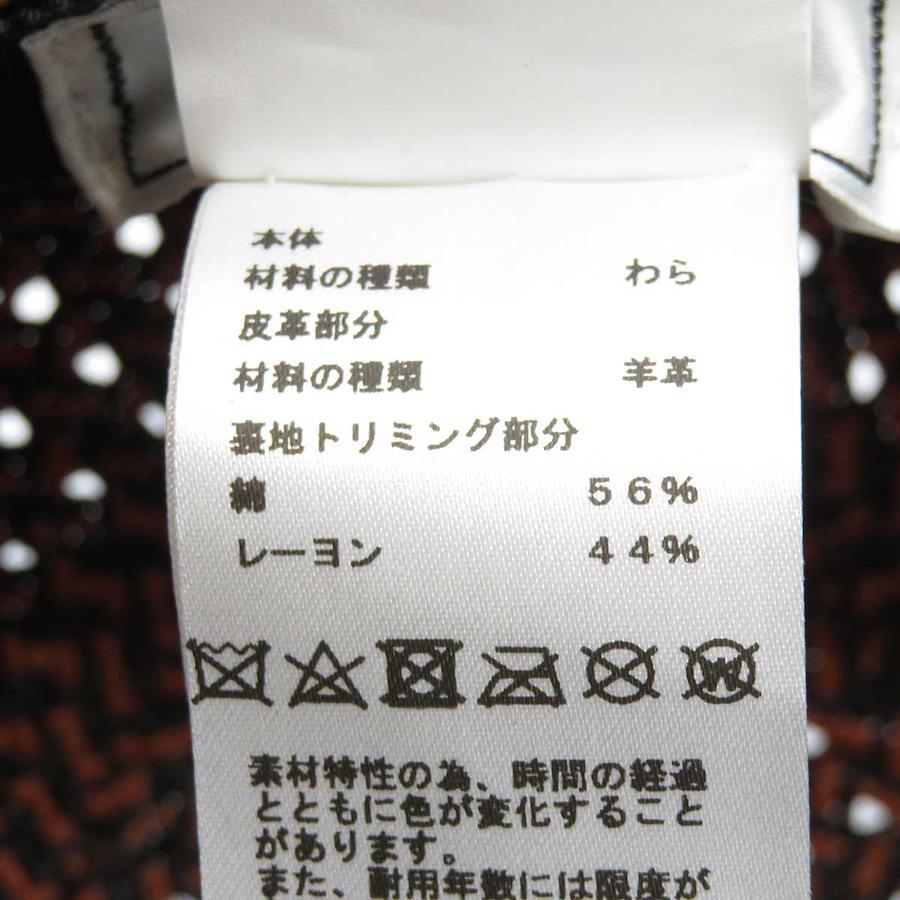 本体
材料の種類 わら
皮革部分
材料の種類 羊革
裏地トリミング部分
綿 56%
レーヨン 44%
W
素材特性の為、時間の経過
とともに色が変化すること
があります。
また、耐用年数には限度が